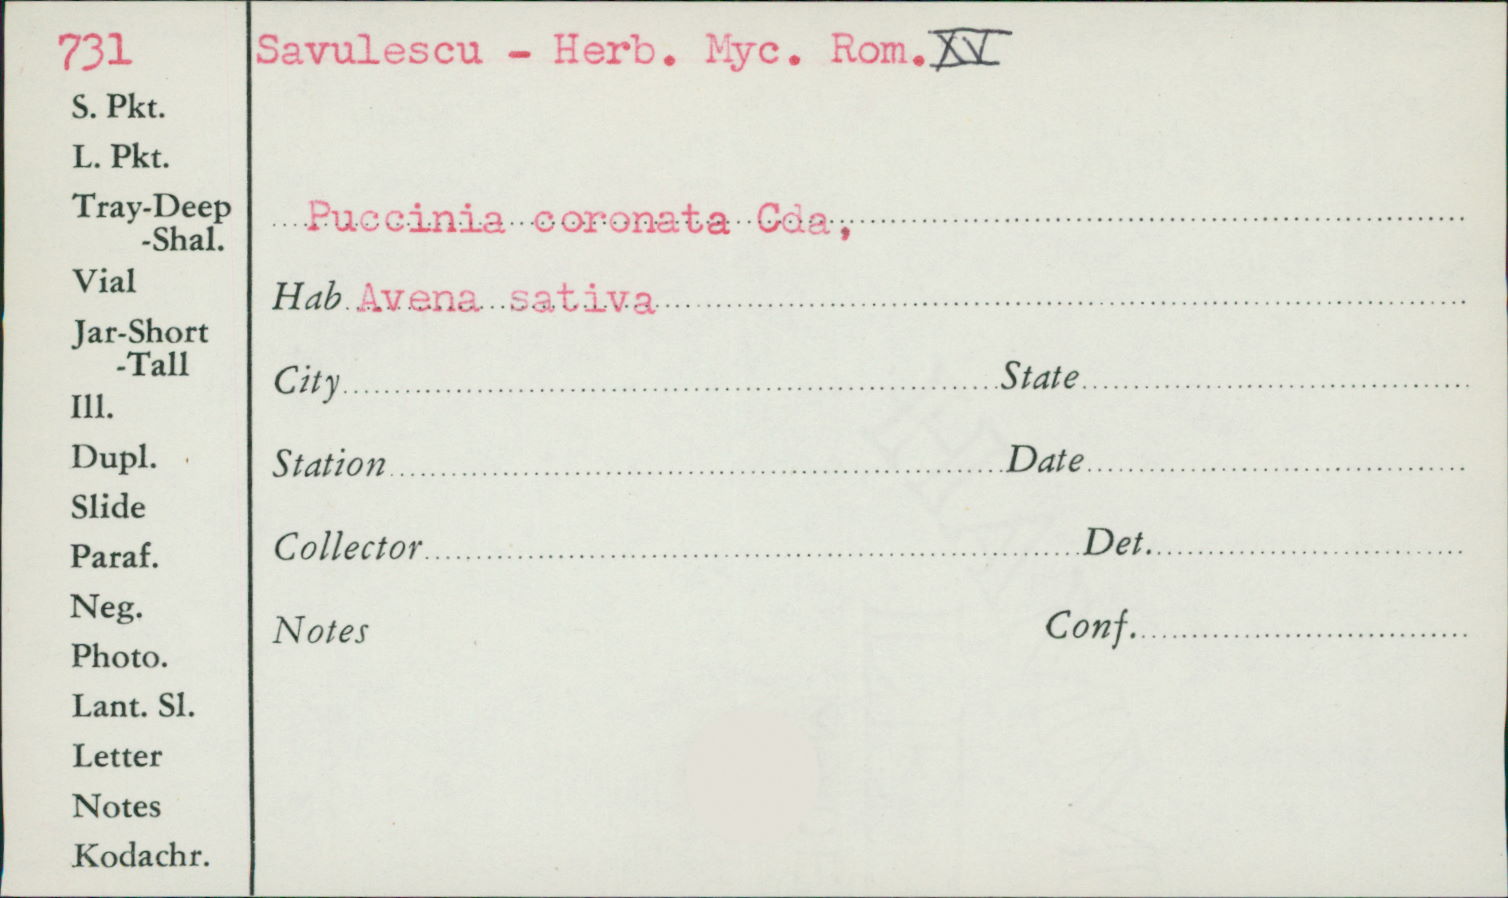 731
Savulescu - Herb. Myc. Rom. XV
S. Pkt.
L. Pkt.
Tray-Deep
-Shal.
Vial
Jar-Short
-Tall
Ill.
Dupl.
Slide
Paraf.
Neg.
Photo.
Lant. Sl.
Letter
Notes
Kodachr.
Puccinia coronata Cda,
Hab Avena sativa
City State
Station Date
Collector Det.
Notes Conf.